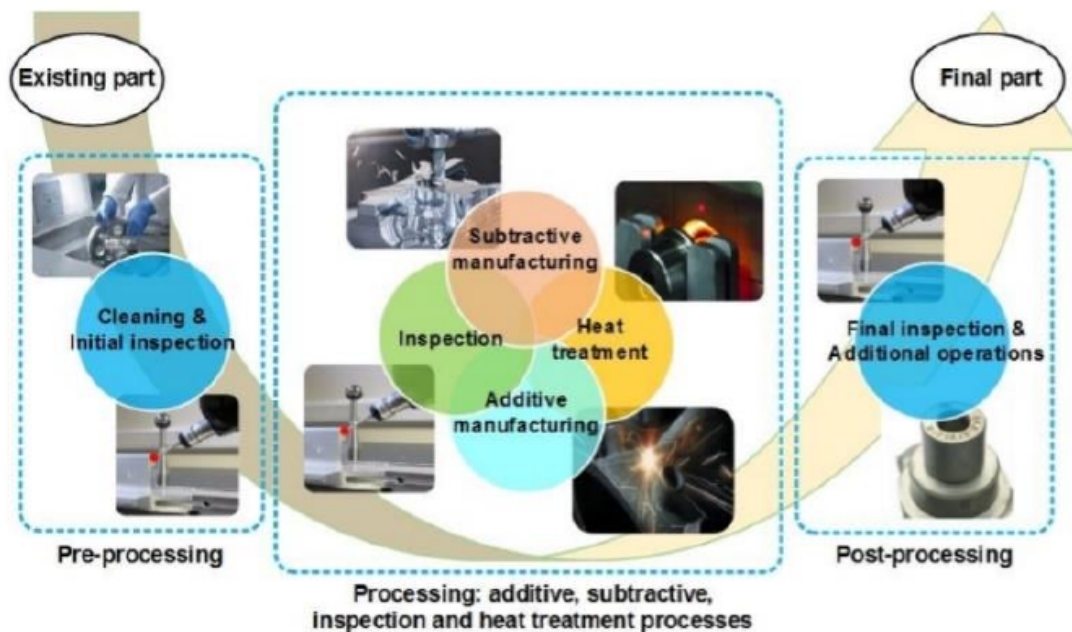 Existing part
Final part
Subtractive
manufacturing
Cleaning &
Initial inspection
Inspection
Heat
treatment
Additive
manufacturing
Final inspection &
Additional operations
Pre-processing
Post-processing
Processing: additive, subtractive,
inspection and heat treatment processes